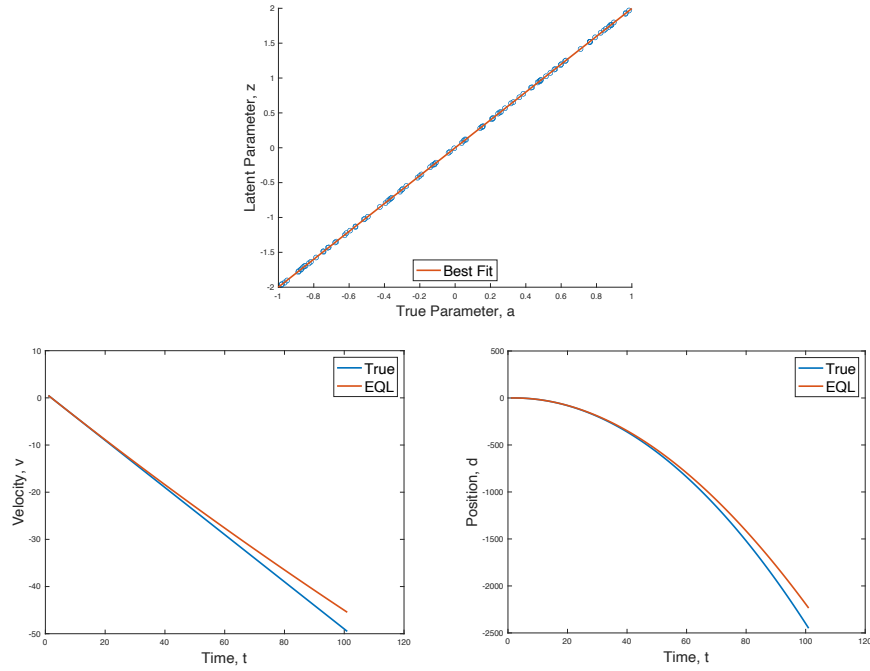 2
1.5
1
0.5
0
-0.5
-1
-1.5
-2
Latent Parameter, z
Best Fit
-1 -0.8 -0.6 -0.4 -0.2 0 0.2 0.4 0.6 0.8 1
True Parameter, a
10
0
-10
-20
-30
-40
-50
Velocity, v
True
EQL
0 20 40 60 80 100 120
Time, t
500
0
-500
-1000
-1500
-2000
-2500
Position, d
True
EQL
0 20 40 60 80 100 120
Time, t